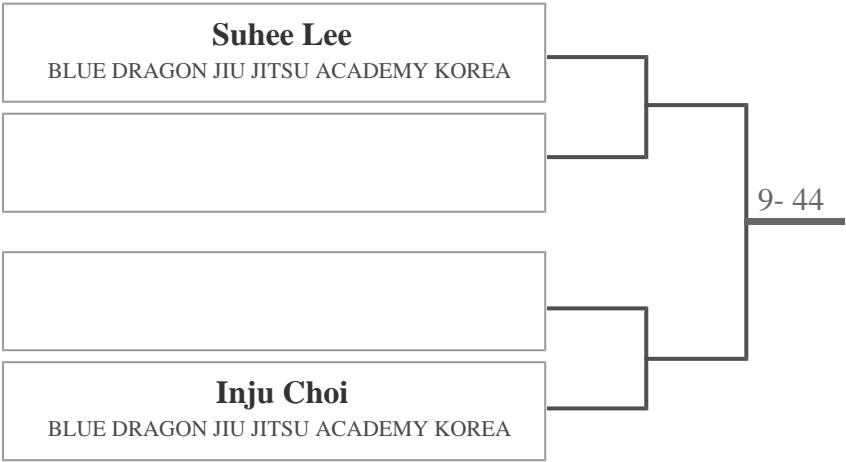 Suhee Lee
BLUE DRAGON JIU JITSU ACADEMY KOREA
9- 44
Inju Choi
BLUE DRAGON JIU JITSU ACADEMY KOREA